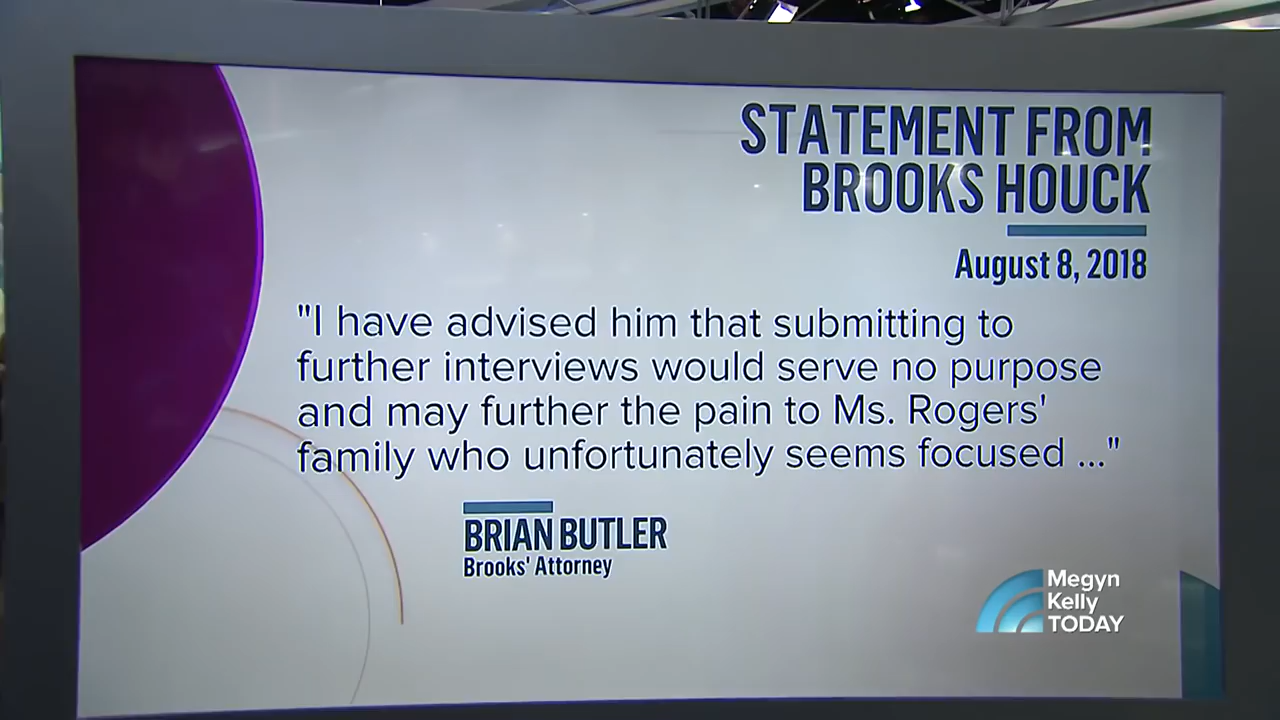 STATEMENT FROM
BROOKS HOUCK
August 8, 2018
"I have advised him that submitting to
further interviews would serve no purpose
and may further the pain to Ms. Rogers'
family who unfortunately seems focused ..."
BRIAN BUTLER
Brooks' Attorney
Megyn
Kelly
TODAY